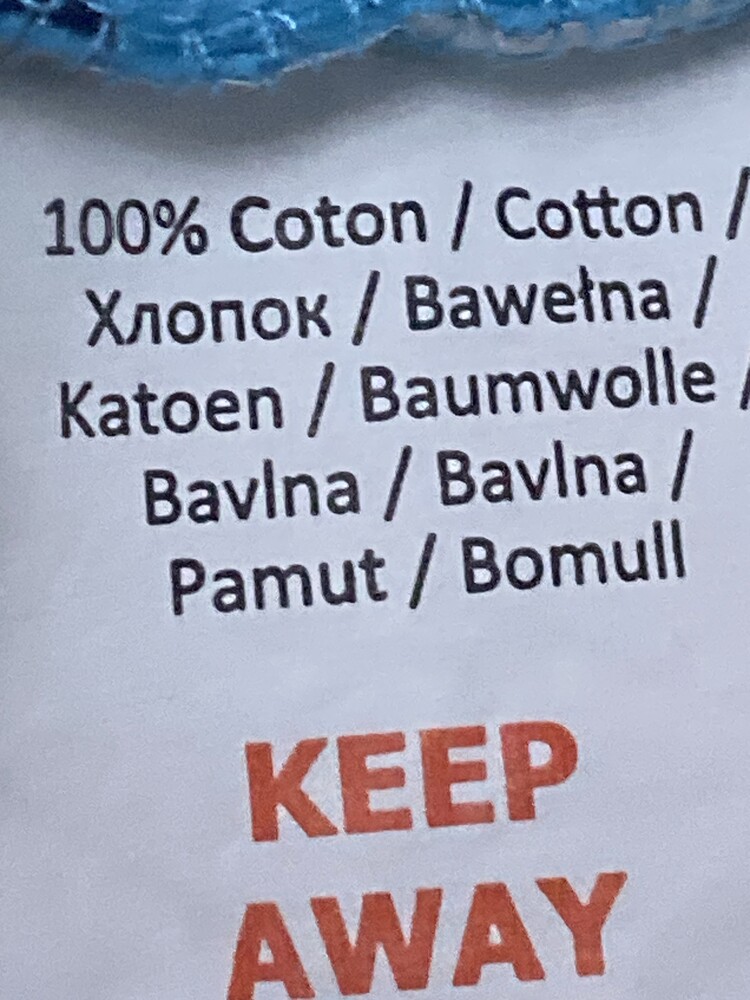 100% Coton / Cotton /
Хлопок / Bawełna /
Katoen / Baumwolle /
Bavlna / Bavlna /
Pamut / Bomull
KEEP
AWAY